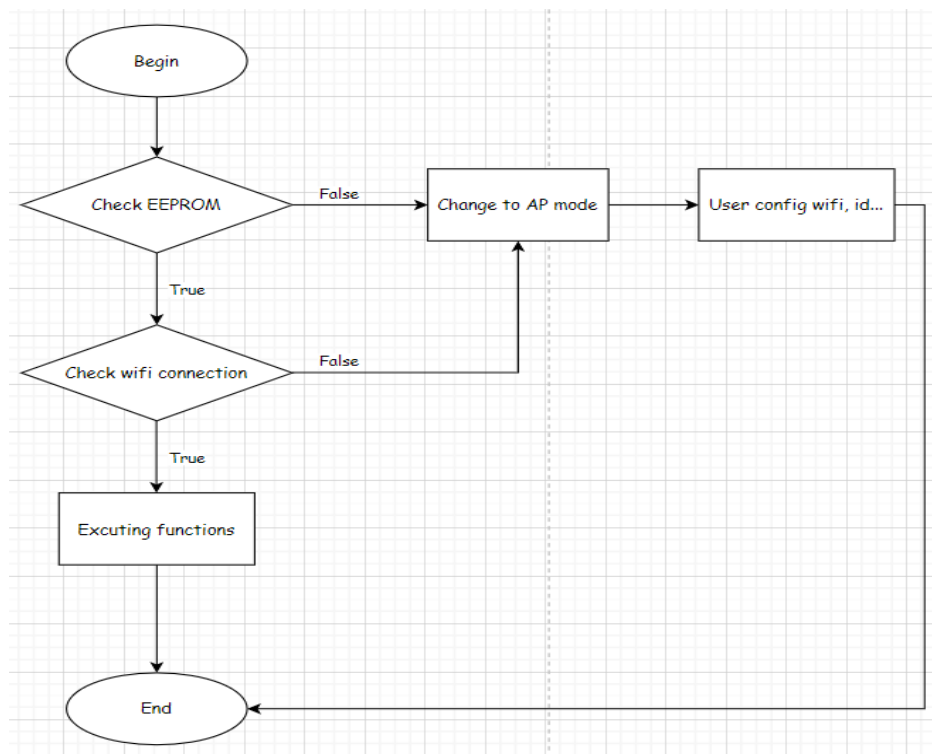 Begin
Check EEPROM
False
Change to AP mode
User config wifi, id...
True
Check wifi connection
False
True
Excuting functions
End